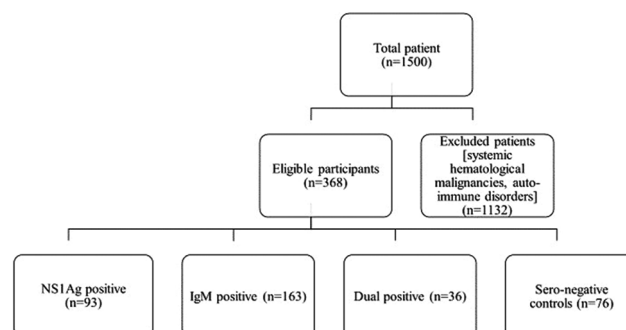 Total patient
(n=1500)
Eligible participants
(n=368)
Excluded patients
[systemic
hematological
malignancies, auto-
immune disorders]
(n=1132)
NS1Ag positive
(n=93)
IgM positive (n=163)
Dual positive (n=36)
Sero-negative
controls (n=76)